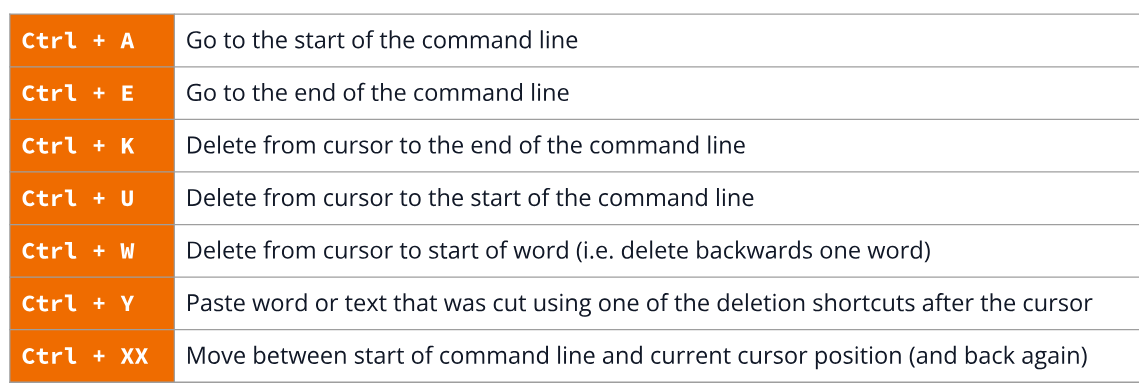 Ctrl + A Go to the start of the command line
Ctrl + E Go to the end of the command line
Ctrl + K Delete from cursor to the end of the command line
Ctrl + U Delete from cursor to the start of the command line
Ctrl + W Delete from cursor to start of word (i.e. delete backwards one word)
Ctrl + Y Paste word or text that was cut using one of the deletion shortcuts after the cursor
Ctrl + XX Move between start of command line and current cursor position (and back again)